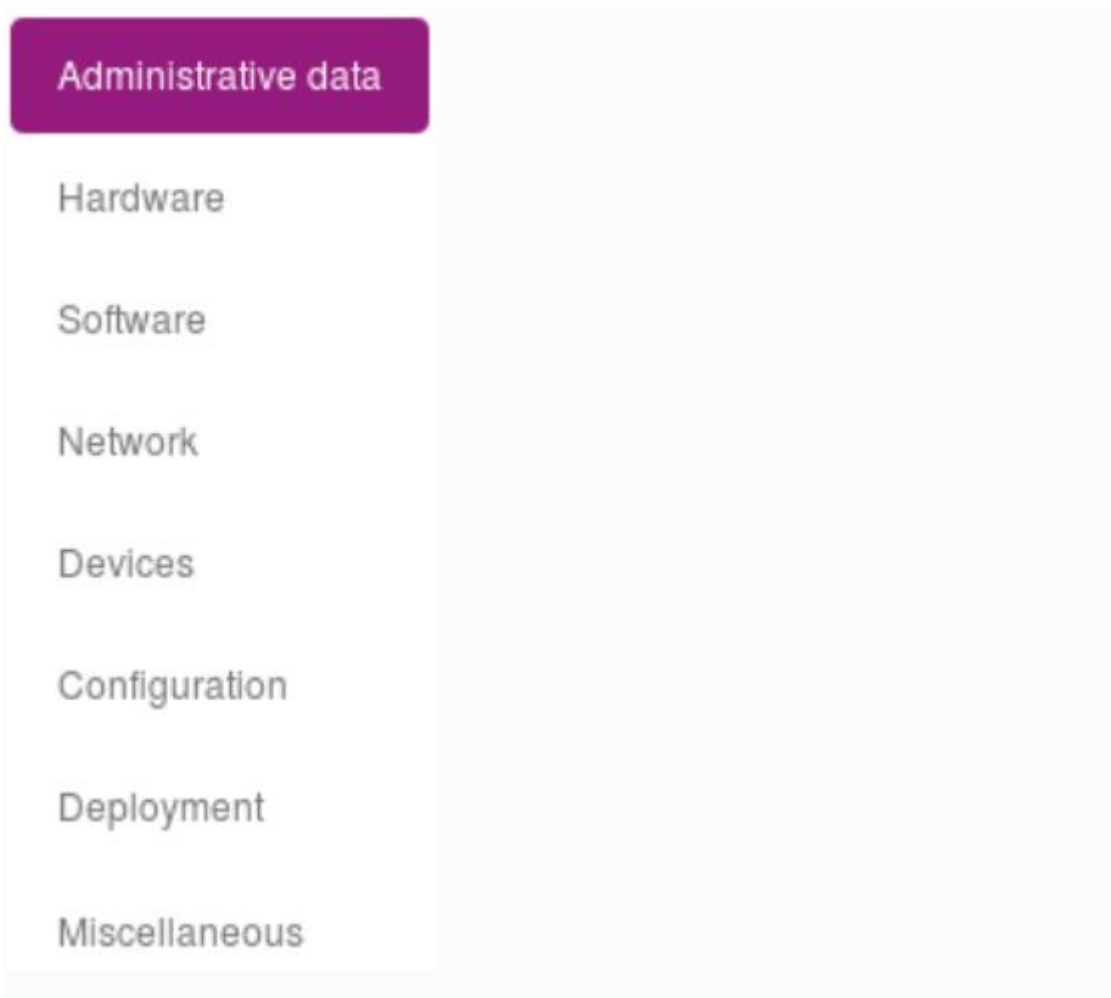 Administrative data
Hardware
Software
Network
Devices
Configuration
Deployment
Miscellaneous